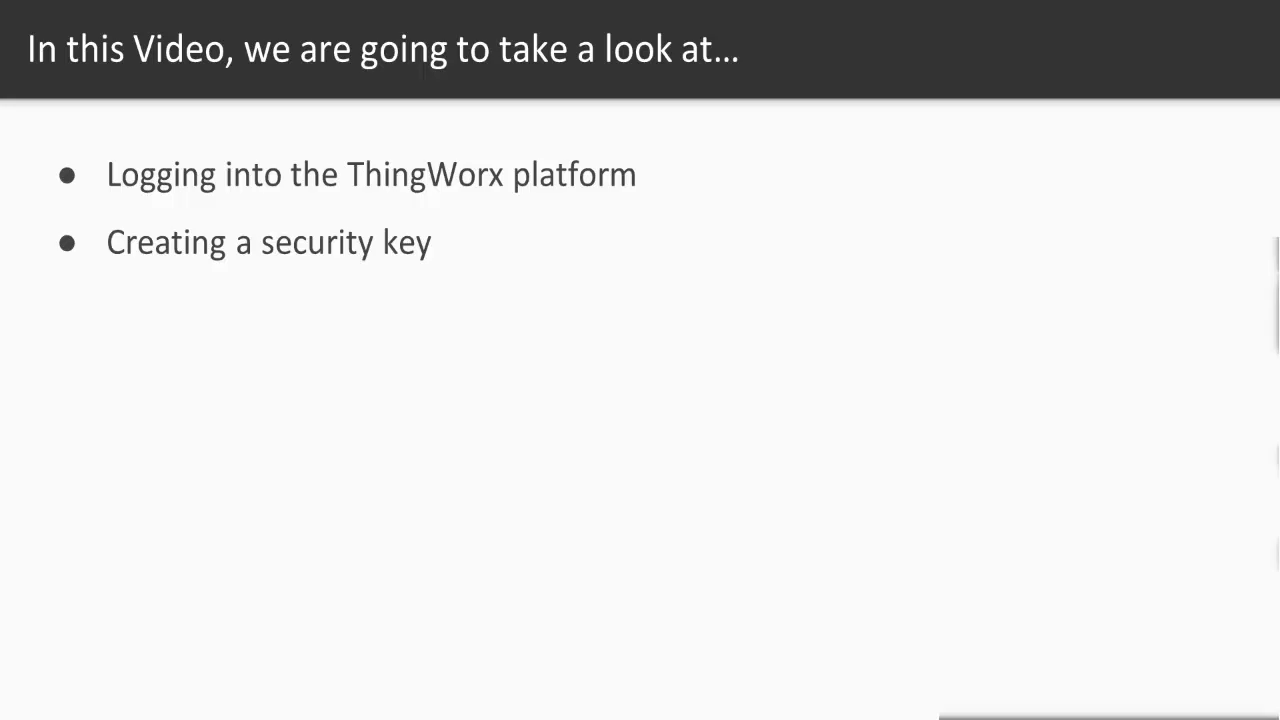 In this Video, we are going to take a look at...
● Logging into the ThingWorx platform
● Creating a security key